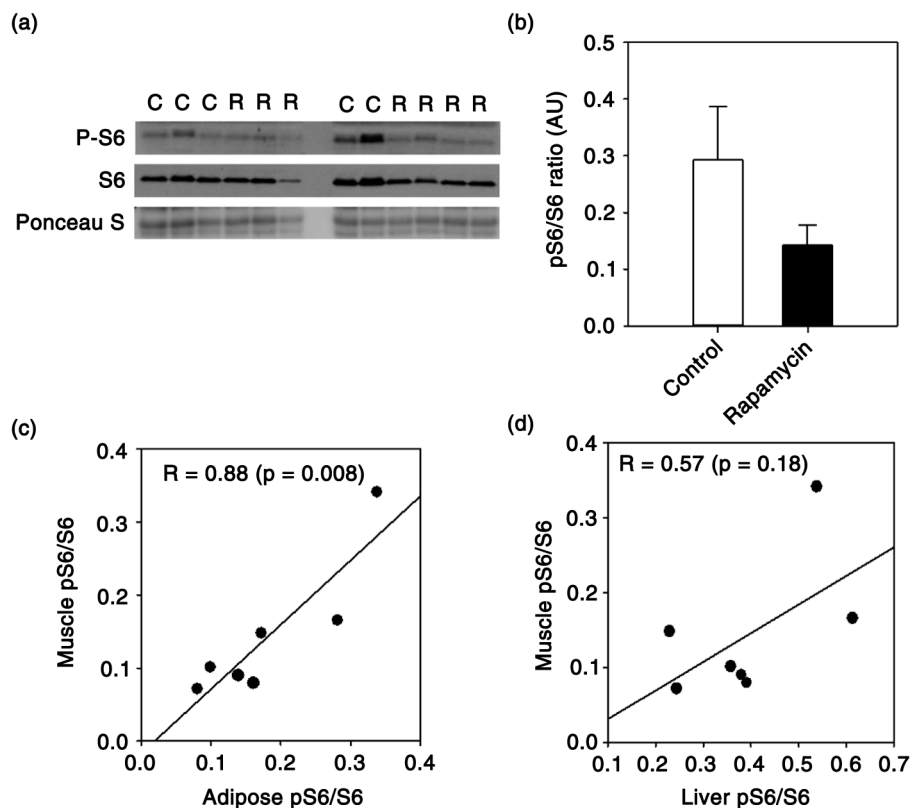 (a)
C C C R R R C C R R R R
P-S6
S6
Ponceau S
(b)
pS6/S6 ratio (AU)
0.5
0.4
0.3
0.2
0.1
0.0
Control
Rapamycin
(c)
R = 0.88 (p = 0.008)
Muscle pS6/S6
0.4
0.3
0.2
0.1
0.0
0.0 0.1 0.2 0.3 0.4
Adipose pS6/S6
(d)
R = 0.57 (p = 0.18)
Muscle pS6/S6
0.4
0.3
0.2
0.1
0.0
0.1 0.2 0.3 0.4 0.5 0.6 0.7
Liver pS6/S6